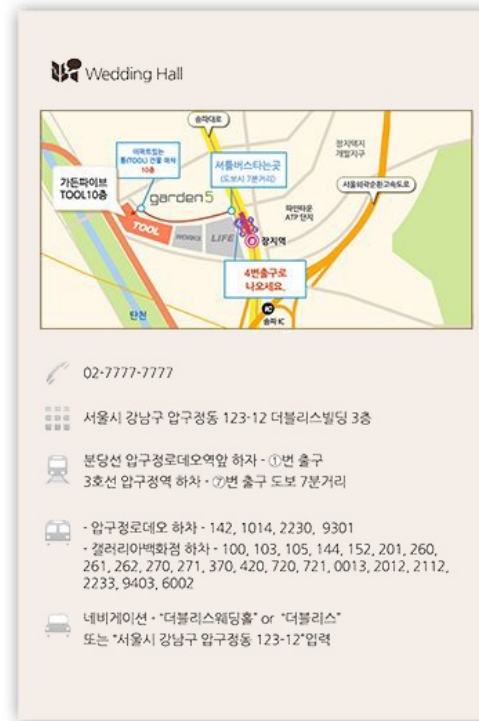 Wedding Hall
송파대로
이마트있는
툴(TOOL) 건물 하차
10층
셔틀버스타는곳
(도보시 7분거리)
장지택지
개발지구
가든파이브
TOOL10층
서울외곽순환고속도로
garden5
파인타운
ATP 단지
TOOL
WORKS
LIFE
장지역
4번출구로
나오세요.
탄천
IC
송파 IC
02-7777-7777
서울시 강남구 압구정동 123-12 더블리스빌딩 3층
분당선 압구정로데오역앞 하자 - ①번 출구
3호선 압구정역 하차 - ⑦번 출구 도보 7분거리
- 압구정로데오 하차 - 142, 1014, 2230, 9301
- 갤러리아백화점 하차 - 100, 103, 105, 144, 152, 201, 260,
261, 262, 270, 271, 370, 420, 720, 721, 0013, 2012, 2112,
2233, 9403, 6002
네비게이션 - "더블리스웨딩홀" or "더블리스"
또는 "서울시 강남구 압구정동 123-12"입력